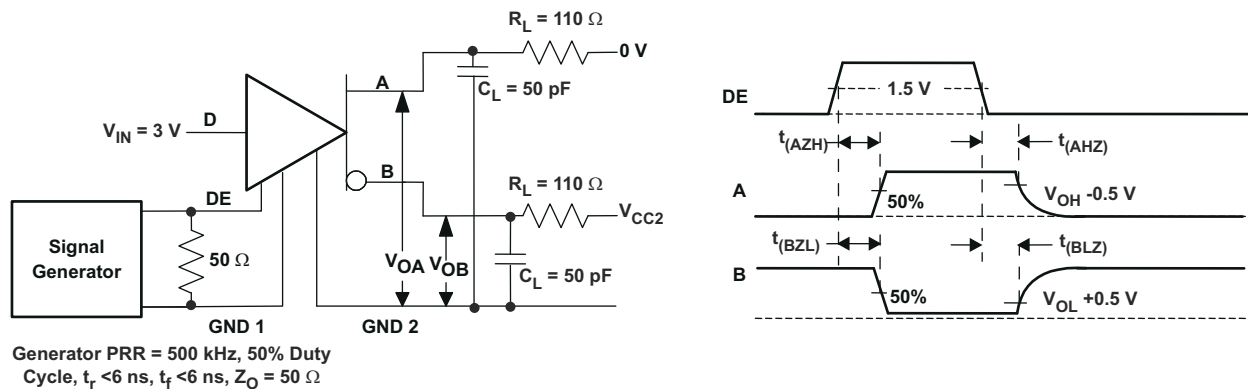 R_L = 110 Ω
0 V
A
C_L = 50 pF
V_IN = 3 V
D
B
R_L = 110 Ω
DE
V_CC2
Signal
Generator
50 Ω
V_OA
V_OB
C_L = 50 pF
GND 1
GND 2
Generator PRR = 500 kHz, 50% Duty
Cycle, t_r <6 ns, t_f <6 ns, Z_O = 50 Ω
DE
1.5 V
t_(AZH)
t_(AHZ)
A
50%
V_OH -0.5 V
t_(BZL)
t_(BLZ)
B
50%
V_OL +0.5 V